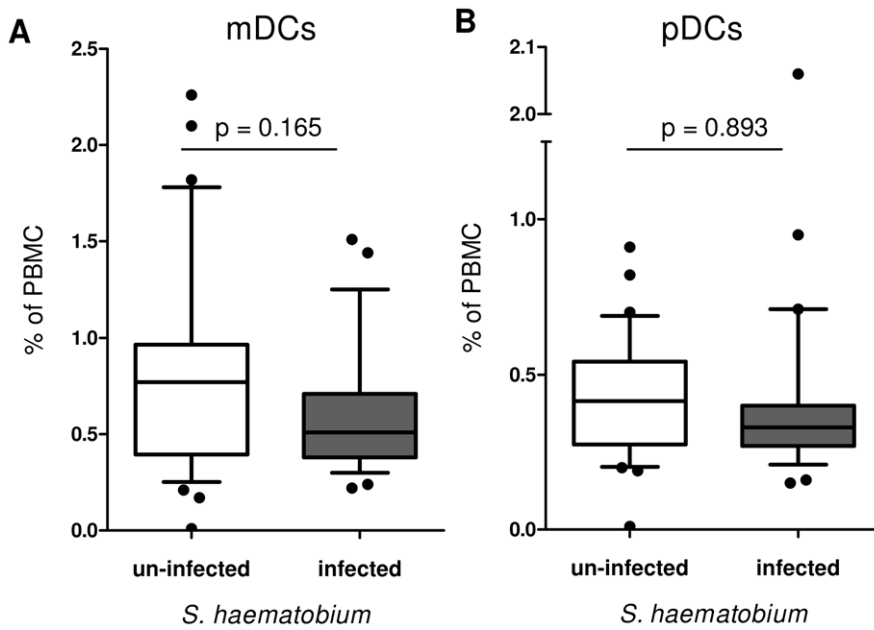 A
mDCs
% of PBMC
2.5
2.0
1.5
1.0
0.5
0.0
p = 0.165
un-infected infected
S. haematobium
B
pDCs
% of PBMC
2.1
2.0
1.0
0.5
0.0
p = 0.893
un-infected infected
S. haematobium